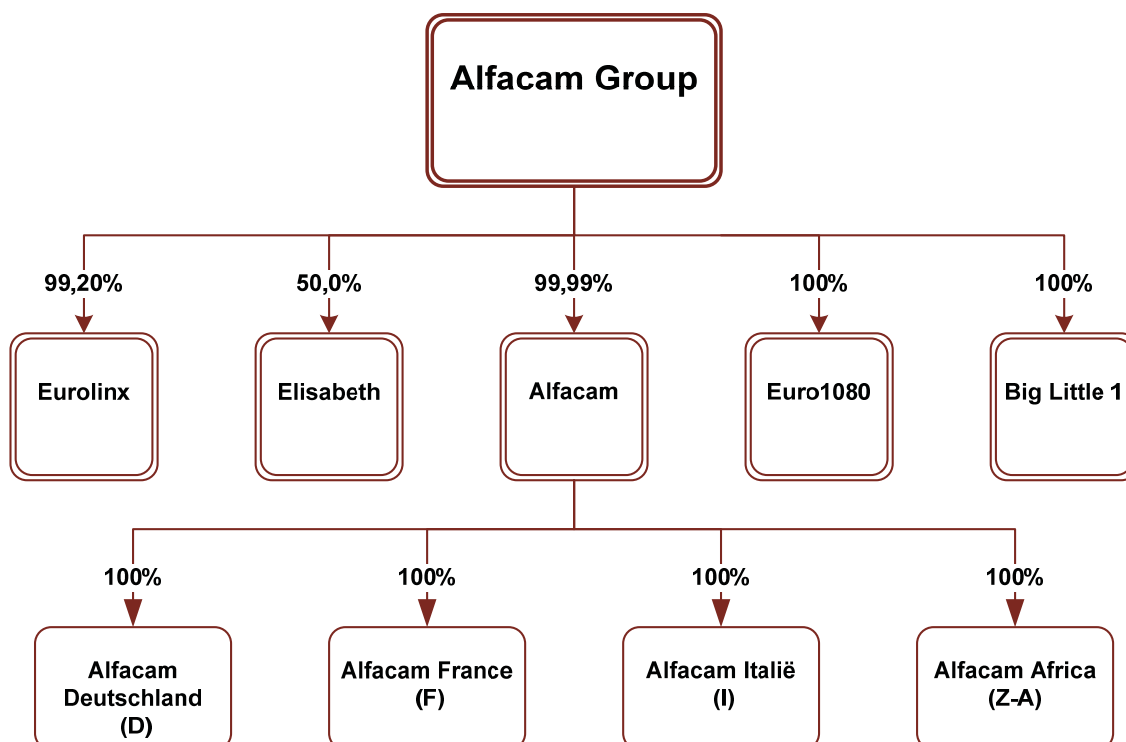 Alfacam Group
99,20%
50,0%
99,99%
100%
100%
Eurolinx
Elisabeth
Alfacam
Euro1080
Big Little 1
100%
100%
100%
100%
Alfacam
Deutschland
(D)
Alfacam France
(F)
Alfacam Italië
(I)
Alfacam Africa
(Z-A)